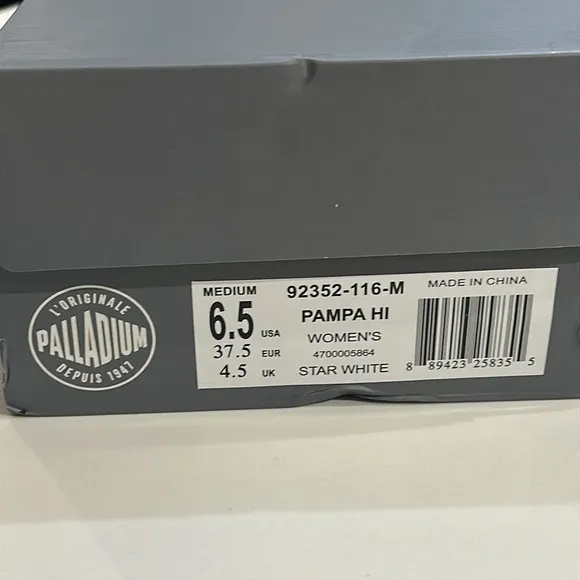 L'ORIGINALE
PALLADIUM
DEPUIS 1947
MEDIUM
6.5 USA
37.5 EUR
4.5 UK
92352-116-M
PAMPA HI
WOMEN'S
4700005864
STAR WHITE
MADE IN CHINA
8 89423 25835 5